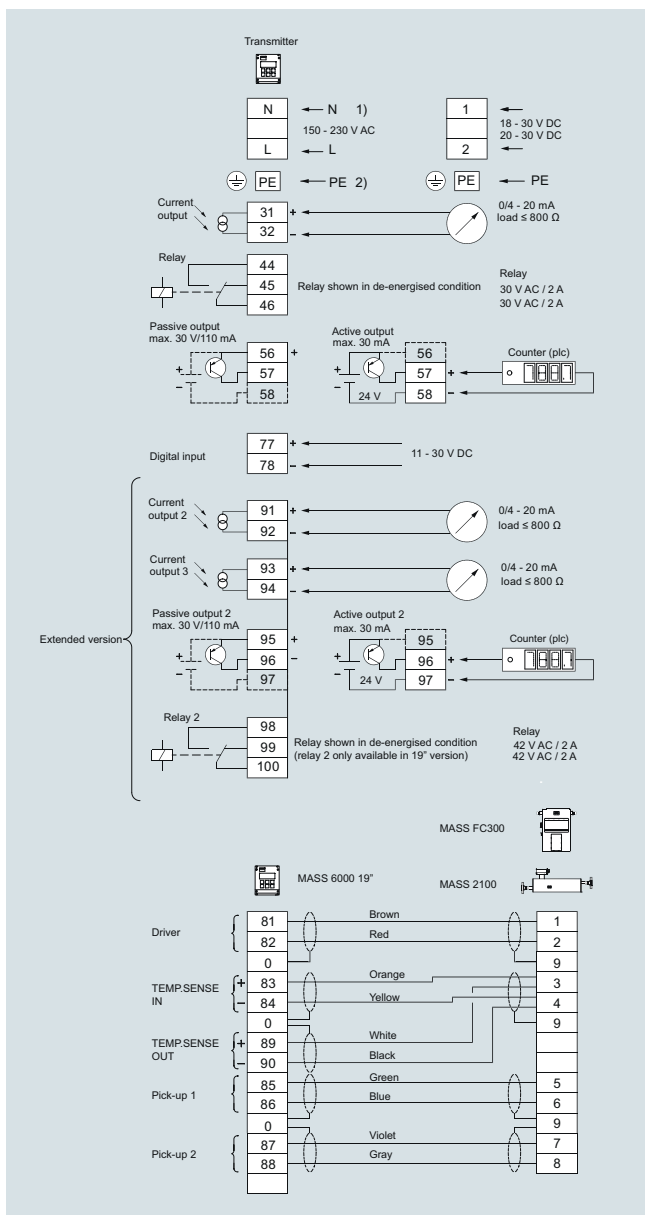 Transmitter
N
N 1)
150 - 230 V AC
L
L
1
18 - 30 V DC
20 - 30 V DC
2
PE
PE 2)
PE
PE
Current
output
31
+
32
–
0/4 - 20 mA
load ≤ 800 Ω
Relay
44
45
46
Relay shown in de-energised condition
Relay
30 V AC / 2 A
30 V AC / 2 A
Passive output
max. 30 V/110 mA
+
–
56
+
57
58
Active output
max. 30 mA
+
–
24 V
56
57
+
58
–
Counter (plc)
Digital input
77
+
78
–
11 - 30 V DC
Extended version
Current
output 2
91
+
92
–
0/4 - 20 mA
load ≤ 800 Ω
Current
output 3
93
+
94
–
0/4 - 20 mA
load ≤ 800 Ω
Passive output 2
max. 30 V/110 mA
+
–
95
+
96
–
97
Active output 2
max. 30 mA
+
–
24 V
95
96
+
97
–
Counter (plc)
Relay 2
98
99
100
Relay shown in de-energised condition
(relay 2 only available in 19" version)
Relay
42 V AC / 2 A
42 V AC / 2 A
MASS FC300
MASS 6000 19"
MASS 2100
Driver
81
Brown
1
82
Red
2
0
9
TEMP.SENSE
IN
+
83
Orange
3
–
84
Yellow
4
0
9
TEMP.SENSE
OUT
+
89
White
–
90
Black
Pick-up 1
85
Green
5
86
Blue
6
0
9
Pick-up 2
87
Violet
7
88
Gray
8